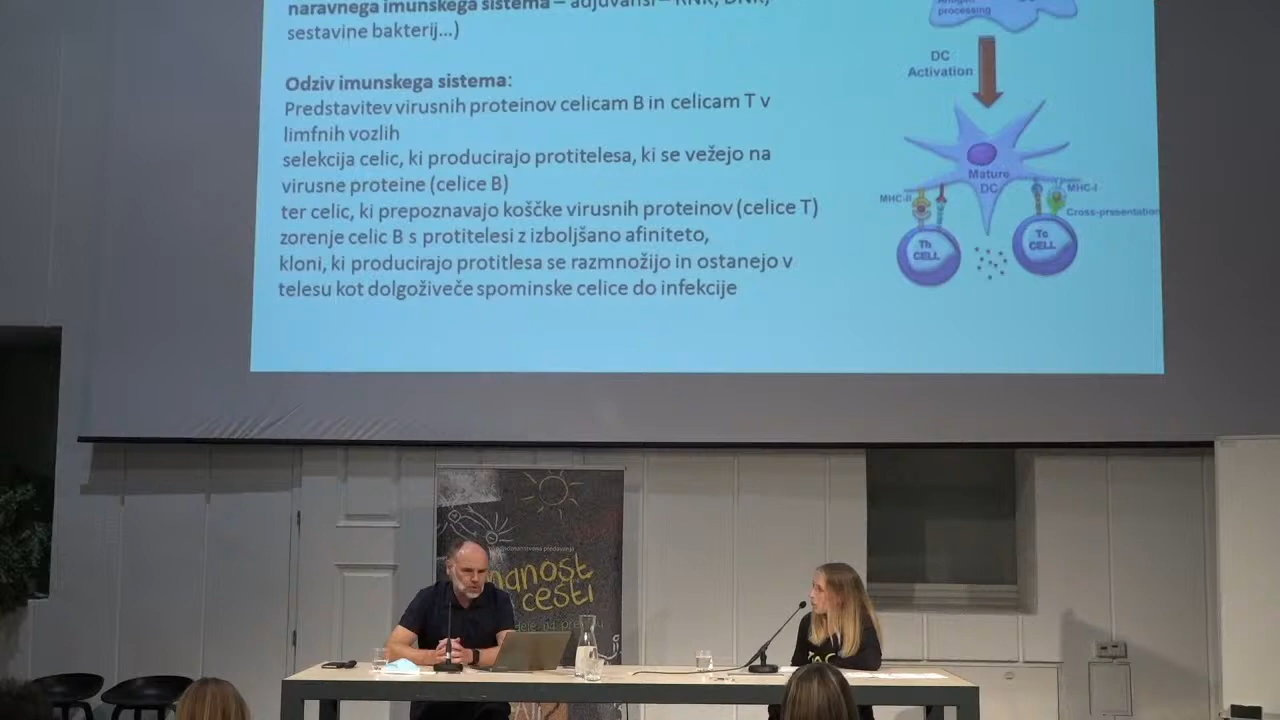 naravnega imunskega sistema – adjuvansi – RNK, DNK,
sestavine bakterij...)
Odziv imunskega sistema:
Predstavitev virusnih proteinov celicam B in celicam T v
limfnih vozlih
selekcija celic, ki producirajo protitelesa, ki se vežejo na
virusne proteine (celice B)
ter celic, ki prepoznavajo koščke virusnih proteinov (celice T)
zorenje celic B s protitelesi z izboljšano afiniteto,
kloni, ki producirajo protitlesa se razmnožijo in ostanejo v
telesu kot dolgoživeče spominske celice do infekcije
Antigen
processing
DC
Activation
Mature
DC
MHC-II
MHC-I
Cross-presentation
Th
CELL
Tc
CELL
predavanja
nanost
cesti